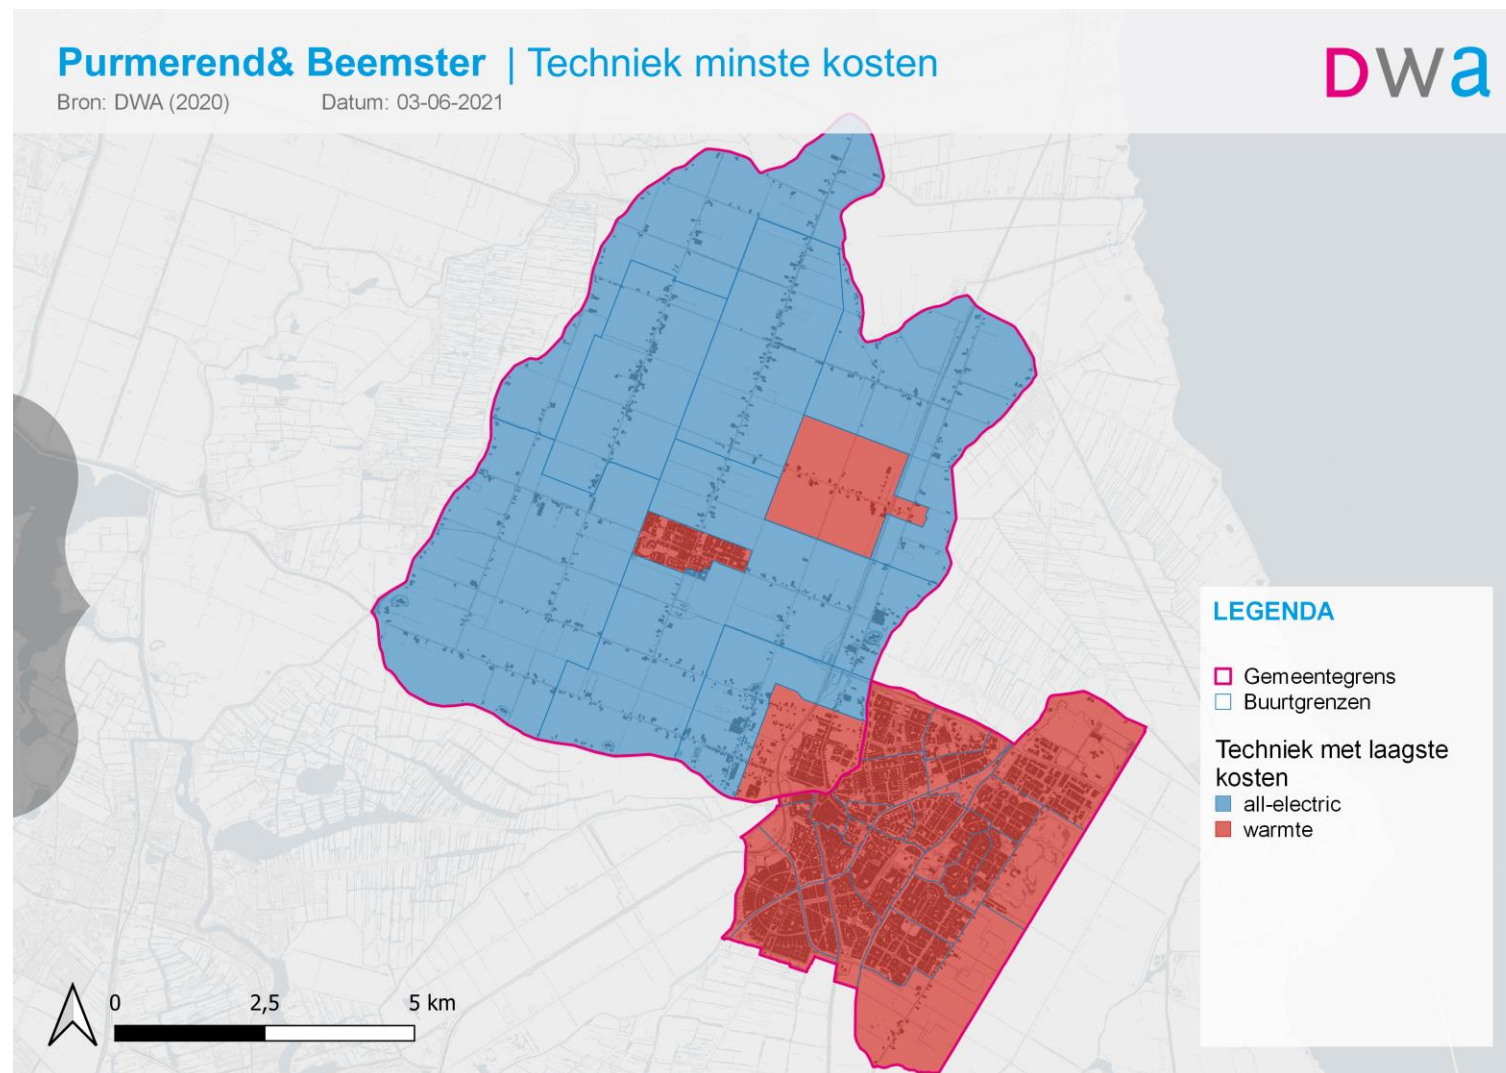 Purmerend& Beemster | Techniek minste kosten
DWa
Bron: DWA (2020) Datum: 03-06-2021
LEGENDA
Gemeentegrens
Buurtgrenzen
Techniek met laagste
kosten
all-electric
warmte
0 2,5 5 km